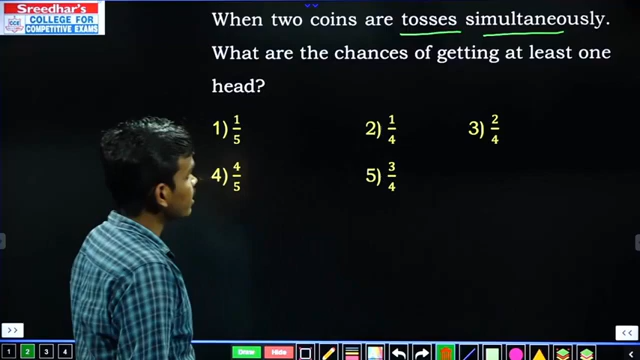 Sreedhar's
CCE
COLLEGE FOR
COMPETITIVE EXAMS
When two coins are tosses simultaneously.
What are the chances of getting at least one
head?
1) 1/5 2) 1/4 3) 2/4
4) 4/5 5) 3/4
>> 1 2 3 4 Draw Hide <<